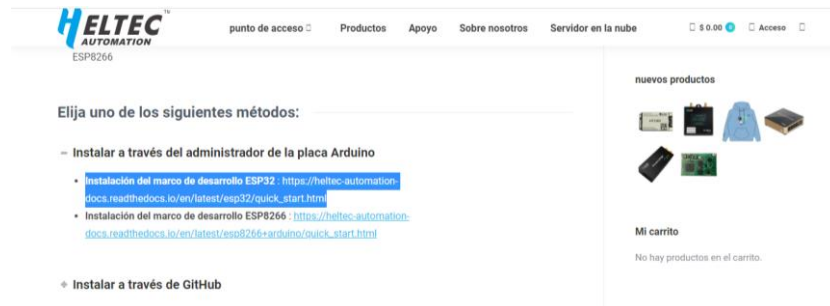 HELTEC™
AUTOMATION
punto de acceso Productos Apoyo Sobre nosotros Servidor en la nube $ 0.00 0 Acceso
ESP8266
nuevos productos
Elija uno de los siguientes métodos:
− Instalar a través del administrador de la placa Arduino
• Instalación del marco de desarrollo ESP32 : https://heltec-automation-
docs.readthedocs.io/en/latest/esp32/quick_start.html
• Instalación del marco de desarrollo ESP8266 : https://heltec-automation-
docs.readthedocs.io/en/latest/esp8266+arduino/quick_start.html
Mi carrito
No hay productos en el carrito.
+ Instalar a través de GitHub